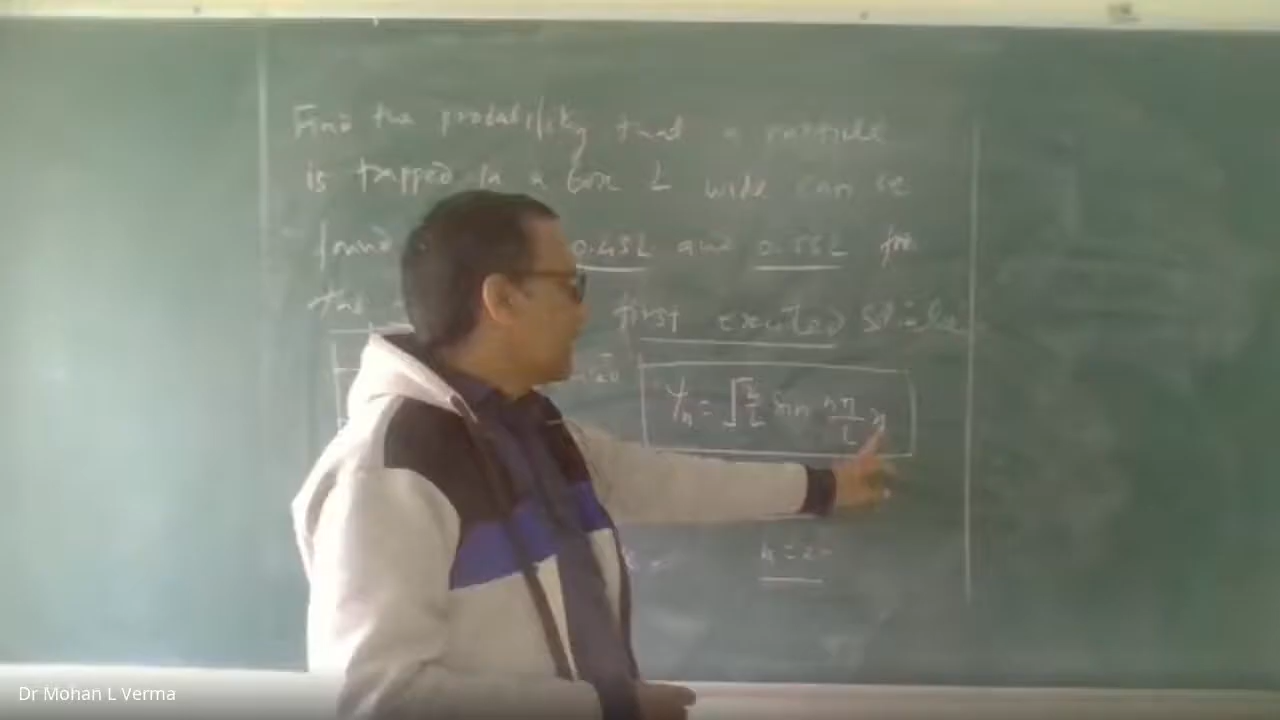 Find the probability that a particle
is trapped in a box L wide can be
found 0.45L and 0.55L for
the first excited state
ψn = √2/L Sin nπ/L x
n = 2
Dr Mohan L Verma